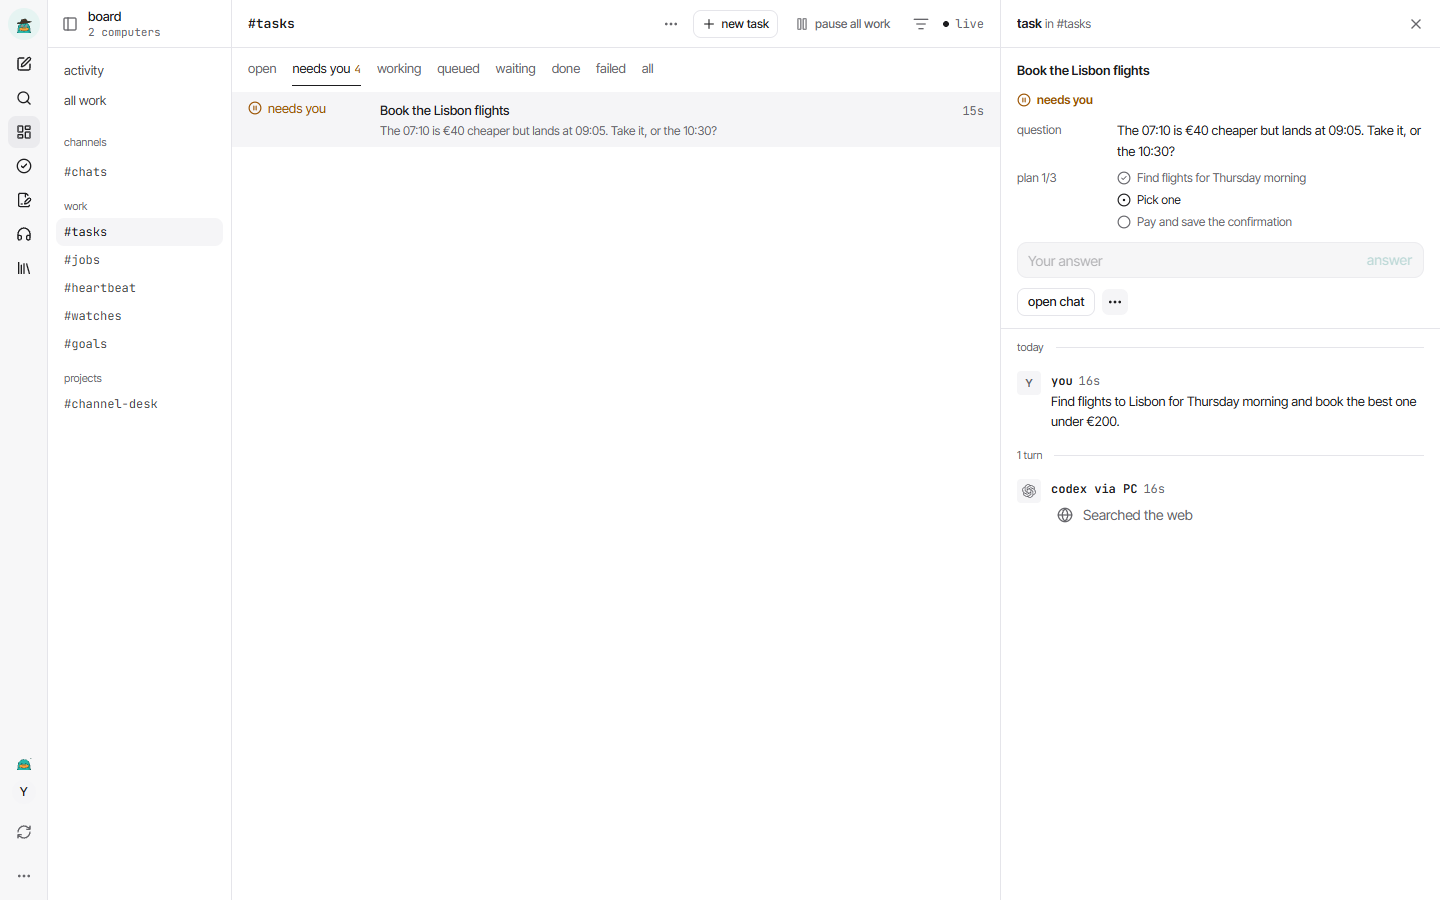 board
2 computers
activity
all work
channels
#chats
work
#tasks
#jobs
#heartbeat
#watches
#goals
projects
#channel-desk
Y
#tasks
new task
pause all work
live
open
needs you 4
working
queued
waiting
done
failed
all
needs you
Book the Lisbon flights
15s
The 07:10 is €40 cheaper but lands at 09:05. Take it, or the 10:30?
task in #tasks
Book the Lisbon flights
needs you
question
The 07:10 is €40 cheaper but lands at 09:05. Take it, or
the 10:30?
plan 1/3
Find flights for Thursday morning
Pick one
Pay and save the confirmation
Your answer
answer
open chat
today
Y
you 16s
Find flights to Lisbon for Thursday morning and book the best one
under €200.
1 turn
codex via PC 16s
Searched the web